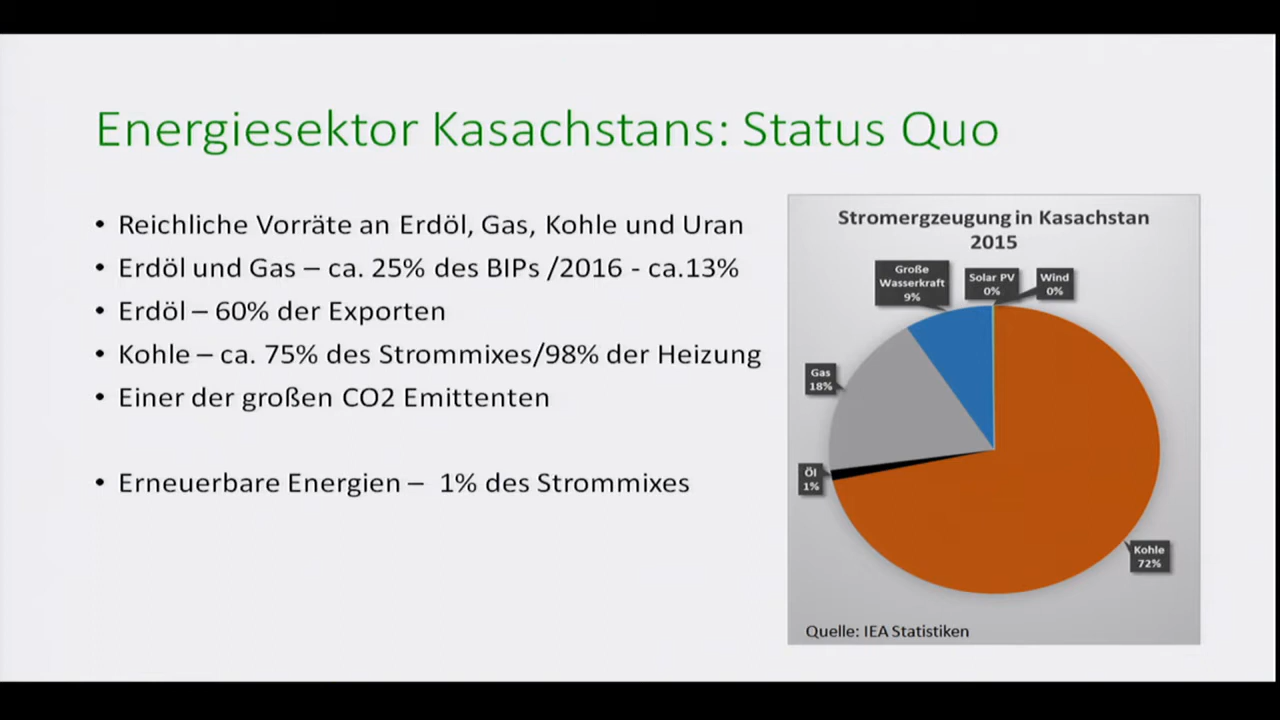 Energiesektor Kasachstans: Status Quo
• Reichliche Vorräte an Erdöl, Gas, Kohle und Uran
• Erdöl und Gas – ca. 25% des BIPs /2016 - ca.13%
• Erdöl – 60% der Exporten
• Kohle – ca. 75% des Strommixes/98% der Heizung
• Einer der großen CO2 Emittenten
• Erneuerbare Energien – 1% des Strommixes
Stromergzeugung in Kasachstan
2015
Große
Wasserkraft
9%
Solar PV
0%
Wind
0%
Gas
18%
Öl
1%
Kohle
72%
Quelle: IEA Statistiken